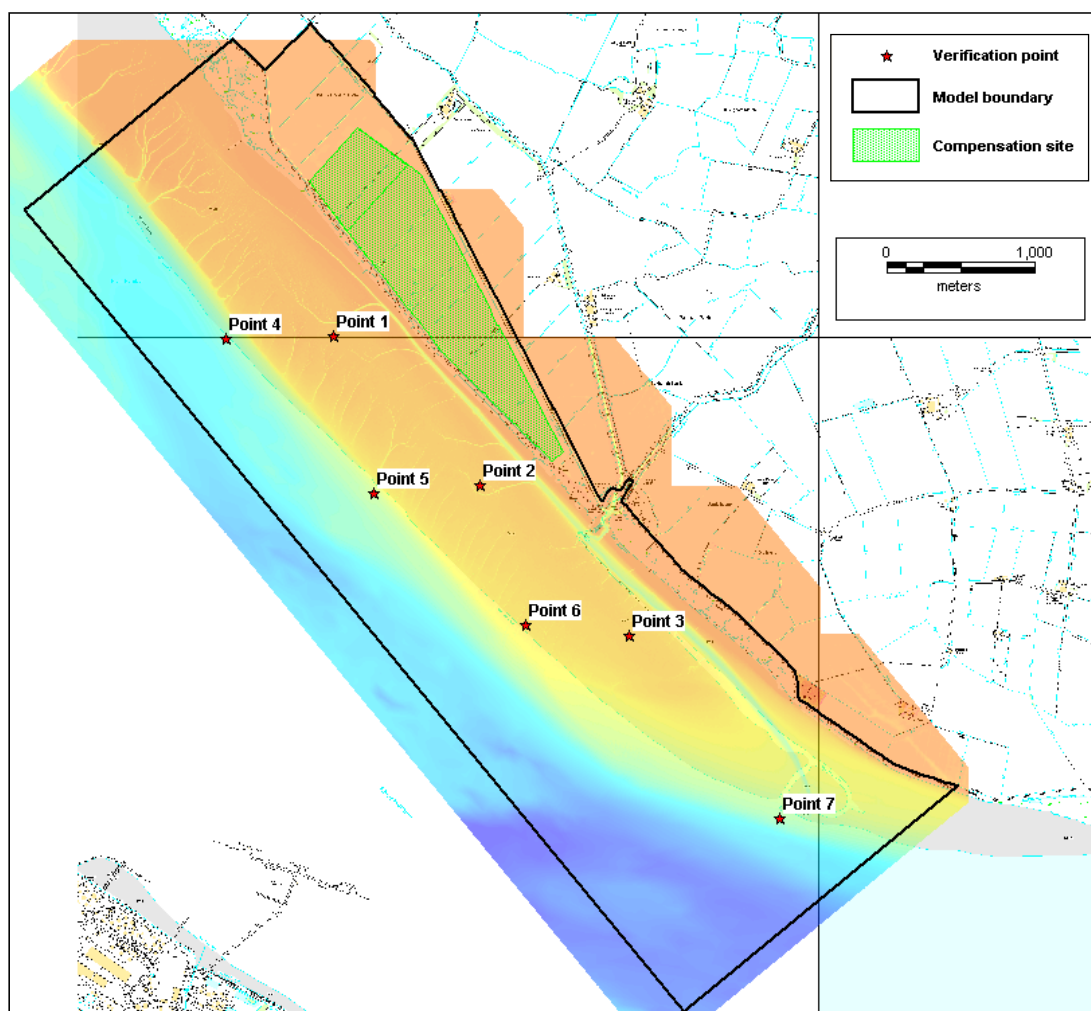 Verification point
Model boundary
Compensation site
0 1,000
meters
Point 4
Point 1
Point 2
Point 5
Point 6
Point 3
Point 7